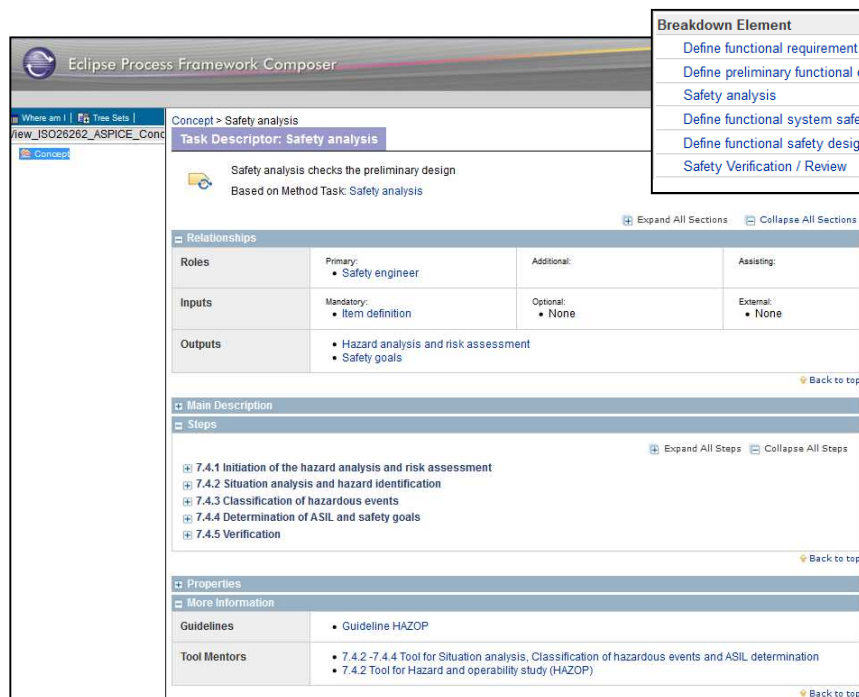 Breakdown Element
Define functional requirement
Define preliminary functional
Safety analysis
Define functional system
Define functional safety
Safety Verification / Review
Eclipse Process Framework Composer
Where am I | Tree Sets |
View_ISO26262_ASPICE_Conc
Concept
Concept > Safety analysis
Task Descriptor: Safety analysis
Safety analysis checks the preliminary design
Based on Method Task: Safety analysis
Expand All Sections Collapse All Sections
Relationships
Roles Primary: Additional: Assisting:
• Safety engineer
Inputs Mandatory: Optional: External:
• Item definition • None • None
Outputs • Hazard analysis and risk assessment
• Safety goals
Back to top
Main Description
Steps
Expand All Steps Collapse All Steps
7.4.1 Initiation of the hazard analysis and risk assessment
7.4.2 Situation analysis and hazard identification
7.4.3 Classification of hazardous events
7.4.4 Determination of ASIL and safety goals
7.4.5 Verification
Back to top
Properties
More Information
Guidelines • Guideline HAZOP
Tool Mentors • 7.4.2 -7.4.4 Tool for Situation analysis, Classification of hazardous events and ASIL determination
• 7.4.2 Tool for Hazard and operability study (HAZOP)
Back to top